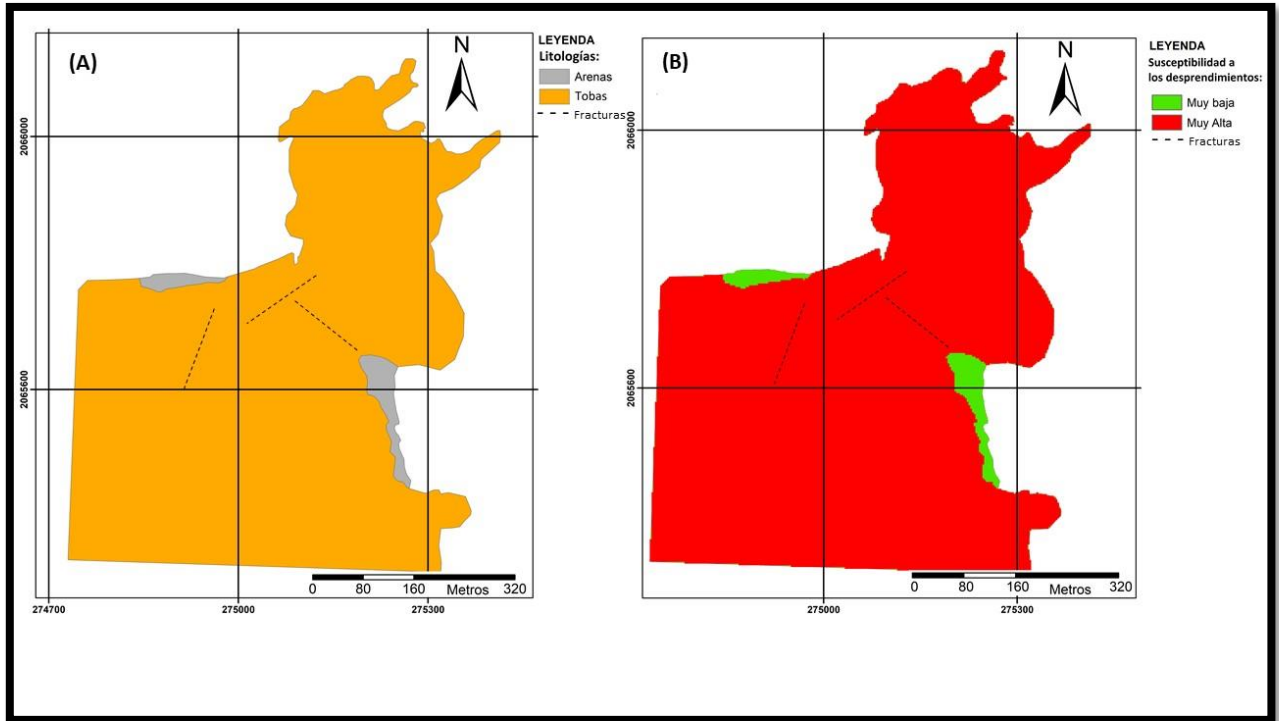 (A)
N
LEYENDA
Litologías:
Arenas
Tobas
Fracturas
2066000
2065600
0 80 160 Metros 320
274700 275000 275300
(B)
N
LEYENDA
Susceptibilidad a
los desprendimientos:
Muy baja
Muy Alta
Fracturas
2066000
2065600
0 80 160 Metros 320
275000 275300